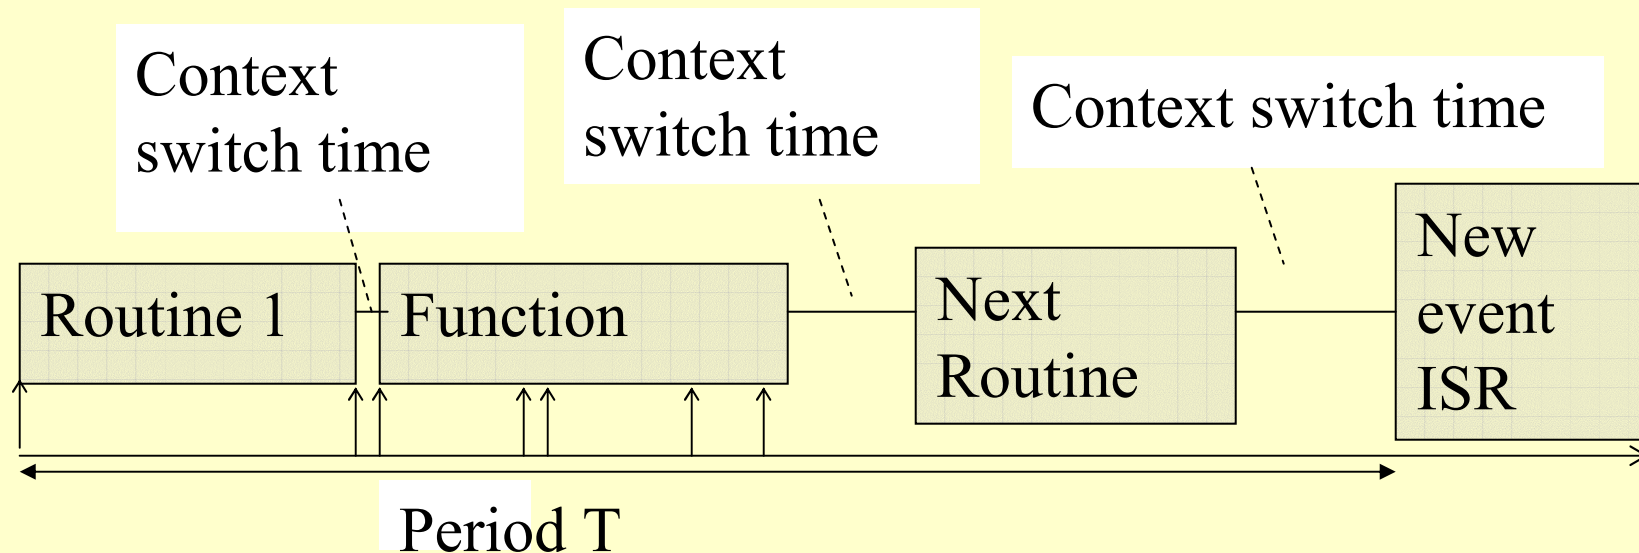 Context
switch time
Context
switch time
Context switch time
Routine 1
Function
Next
Routine
New
event
ISR
Period T